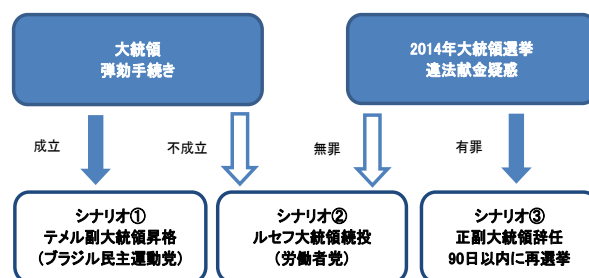 大統領
弾劾手続き
2014年大統領選挙
違法献金疑惑
成立
不成立
無罪
有罪
シナリオ①
テメル副大統領昇格
(ブラジル民主運動党)
シナリオ②
ルセフ大統領続投
(労働者党)
シナリオ③
正副大統領辞任
90日以内に再選挙